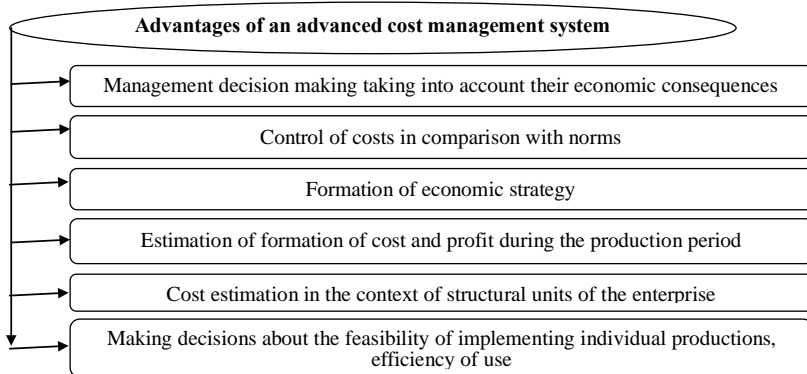 Advantages of an advanced cost management system
Management decision making taking into account their economic consequences
Control of costs in comparison with norms
Formation of economic strategy
Estimation of formation of cost and profit during the production period
Cost estimation in the context of structural units of the enterprise
Making decisions about the feasibility of implementing individual productions,
efficiency of use